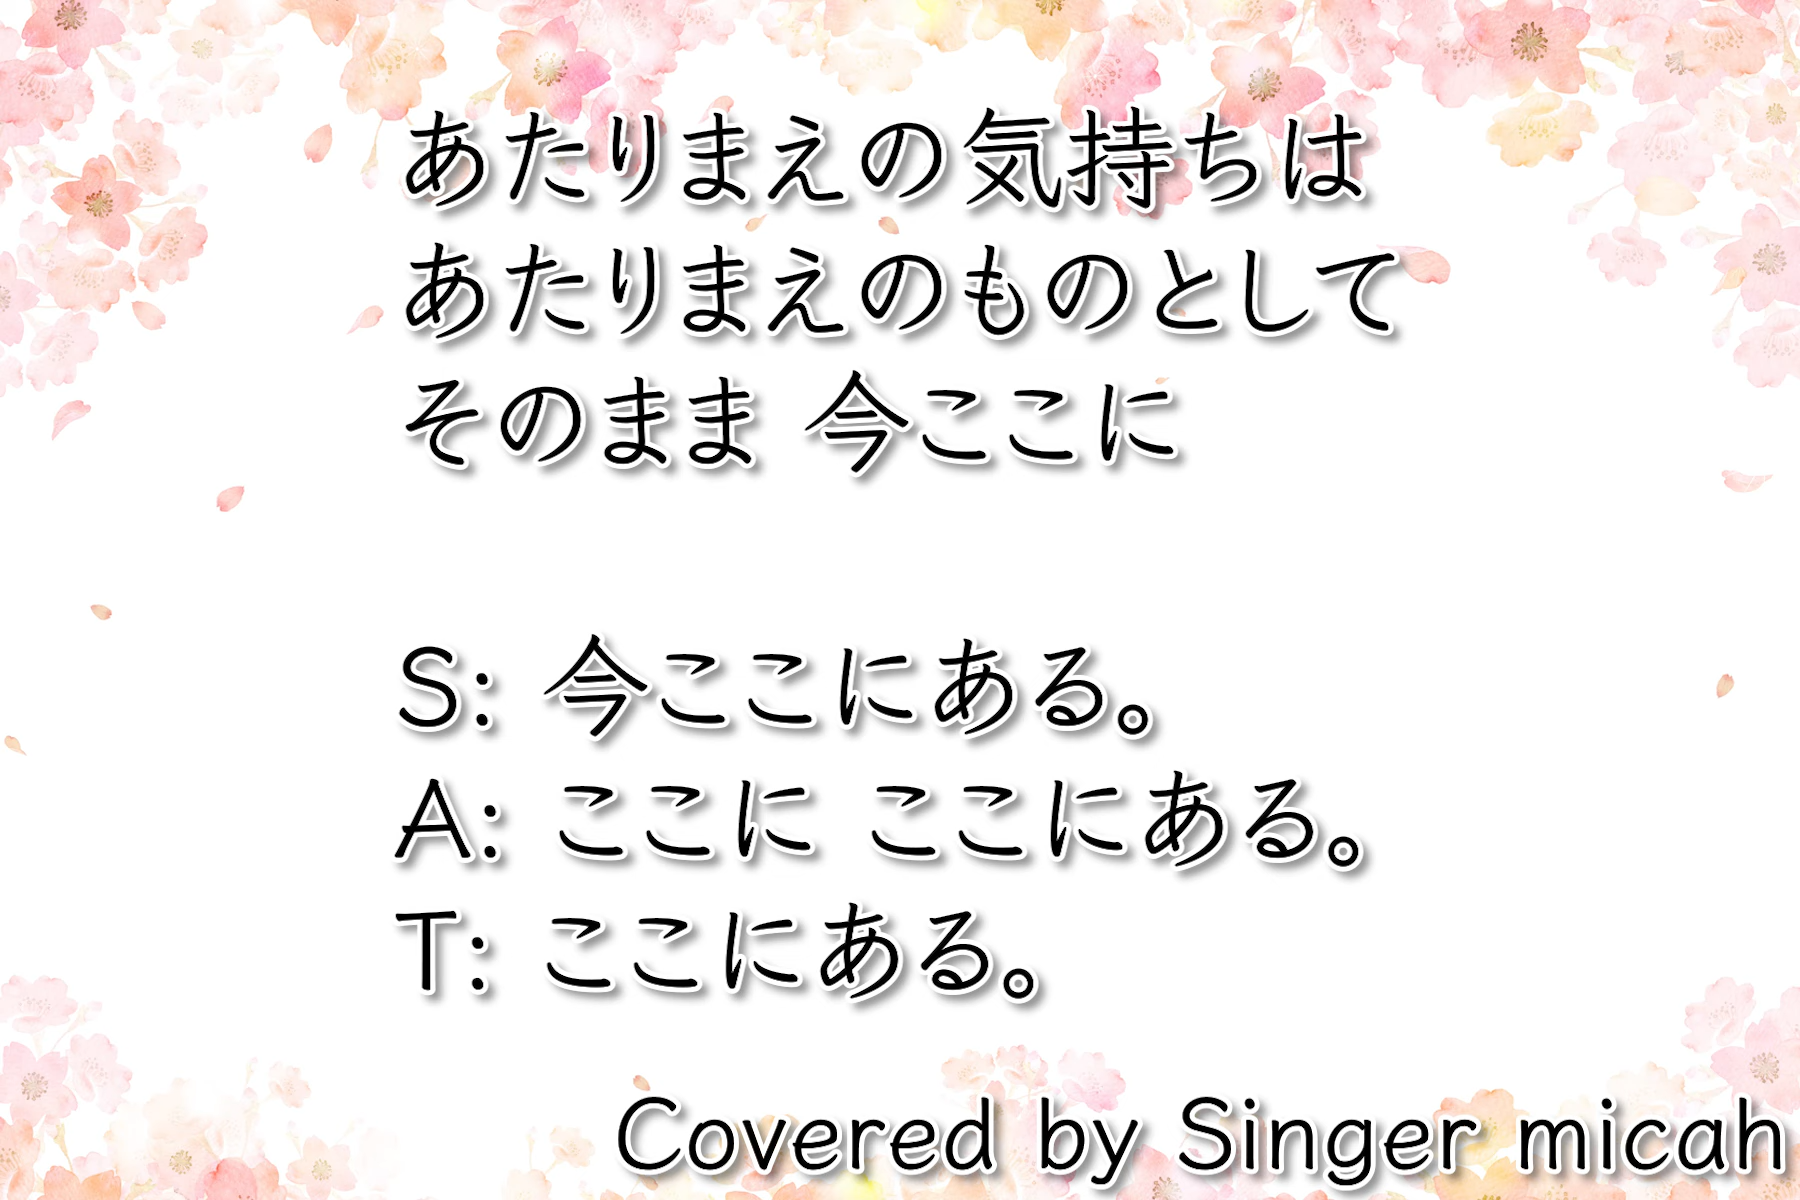 あたりまえの気持ちは
あたりまえのものとして
そのまま 今ここに
S: 今ここにある。
A: ここに ここにある。
T: ここにある。
Covered by Singer micah